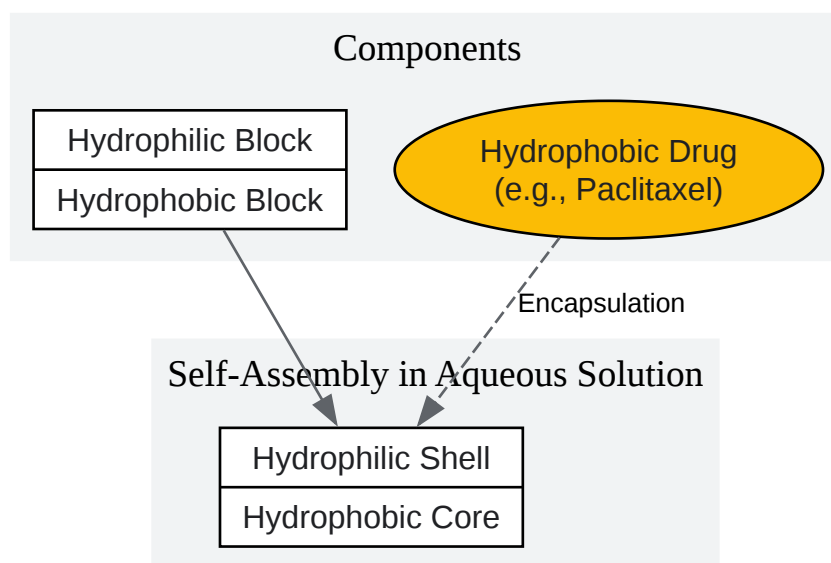 Components
Hydrophilic Block
Hydrophobic Block
Hydrophobic Drug
(e.g., Paclitaxel)
Encapsulation
Self-Assembly in Aqueous Solution
Hydrophilic Shell
Hydrophobic Core